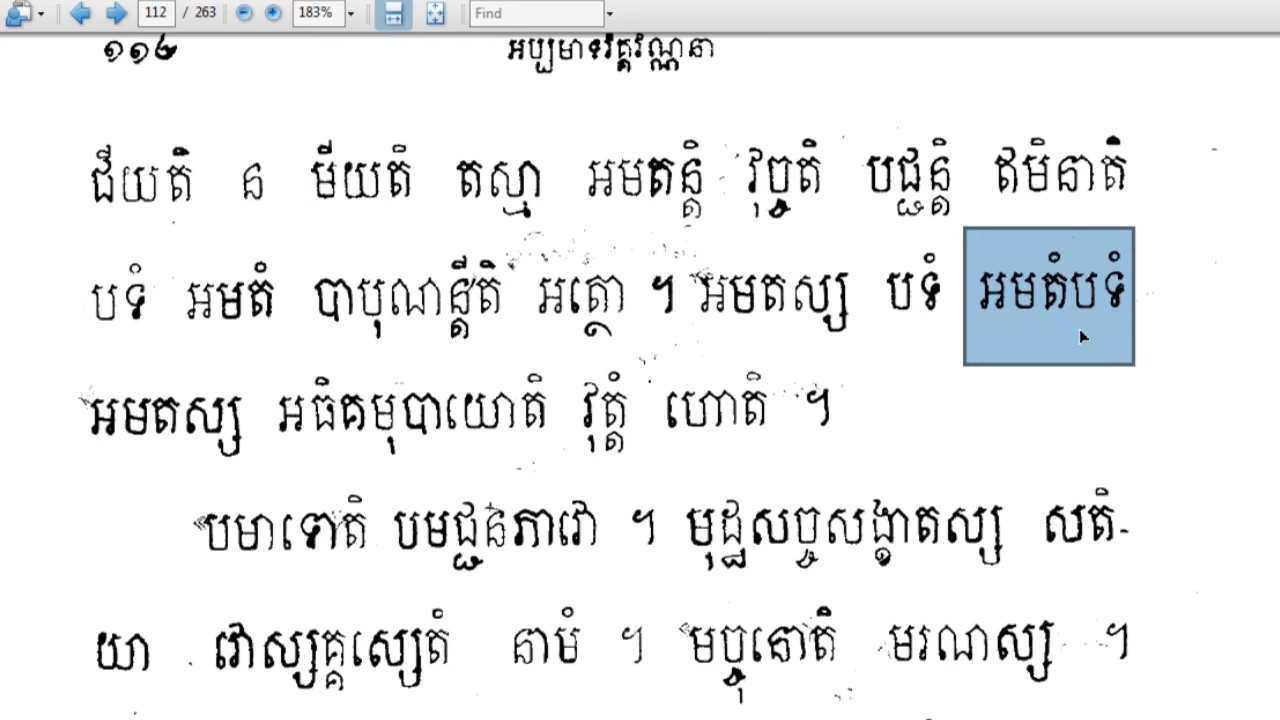 112 / 263 183% Find
១១២ អប្បមាទវគ្គវណ្ណនា
ជីយតិ ន មីយតិ តស្មា អមតន្តិ វុច្ចតិ បជ្ជន្តិ ឥមិនាតិ
បទំ អមតំ បាបុណន្តីតិ អត្ថោ ។ អមតស្ស បទំ អមតំបទំ
អមតស្ស អធិគមុបាយោតិ វុត្តំ ហោតិ ។
បមាទោតិ បមជ្ជនភាវោ ។ មុដ្ឋសច្ចសង្ខាតស្ស សតិ-
យា វោស្សគ្គស្សេតំ នាមំ ។ មច្ចុនោតិ មរណស្ស ។